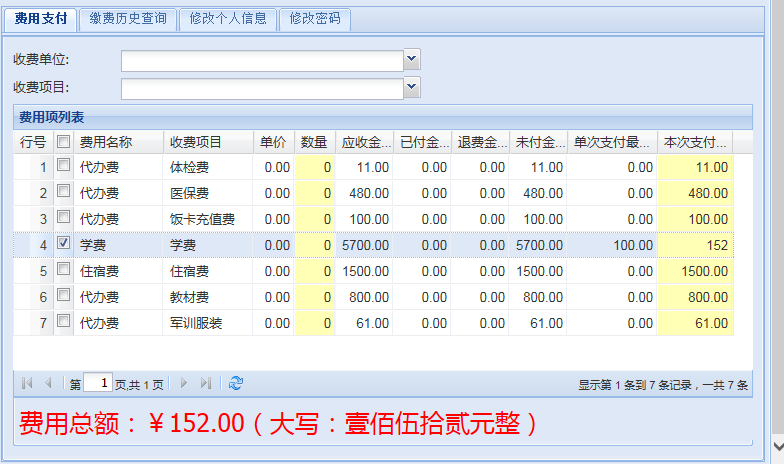 费用支付 缴费历史查询 修改个人信息 修改密码
收费单位:
收费项目:
费用项列表
行号 费用名称 收费项目 单价 数量 应收金... 已付金... 退费金... 未付金... 单次支付最... 本次支付...
1 代办费 体检费 0.00 0 11.00 0.00 0.00 11.00 0.00 11.00
2 代办费 医保费 0.00 0 480.00 0.00 0.00 480.00 0.00 480.00
3 代办费 饭卡充值费 0.00 0 100.00 0.00 0.00 100.00 0.00 100.00
4 学费 学费 0.00 0 5700.00 0.00 0.00 5700.00 100.00 152
5 住宿费 住宿费 0.00 0 1500.00 0.00 0.00 1500.00 0.00 1500.00
6 代办费 教材费 0.00 0 800.00 0.00 0.00 800.00 0.00 800.00
7 代办费 军训服装 0.00 0 61.00 0.00 0.00 61.00 0.00 61.00
第 1 页,共 1 页 显示第 1 条到 7 条记录，一共 7 条
费用总额：￥152.00（大写：壹佰伍拾贰元整）